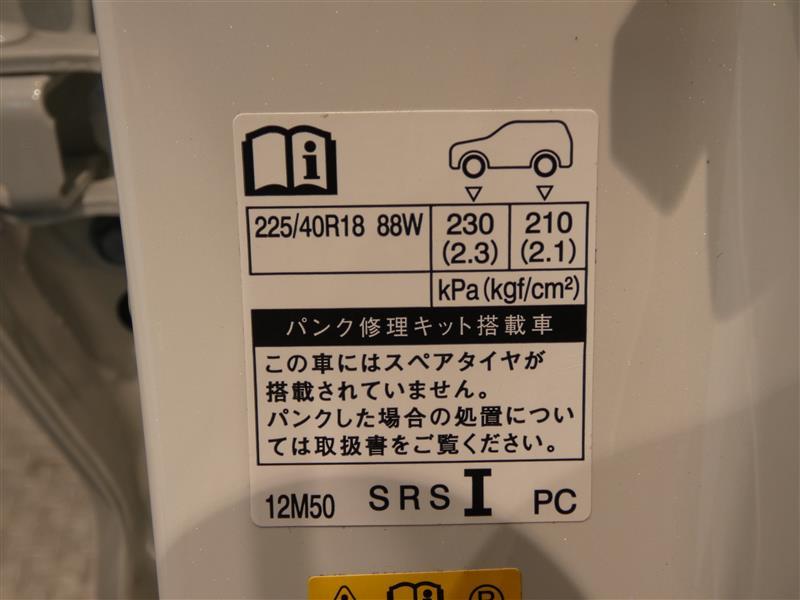 i
225/40R18 88W 230 210
(2.3) (2.1)
kPa(kgf/cm²)
パンク修理キット搭載車
この車にはスペアタイヤが
搭載されていません。
パンクした場合の処置につい
ては取扱書をご覧ください。
12M50 SRS I PC